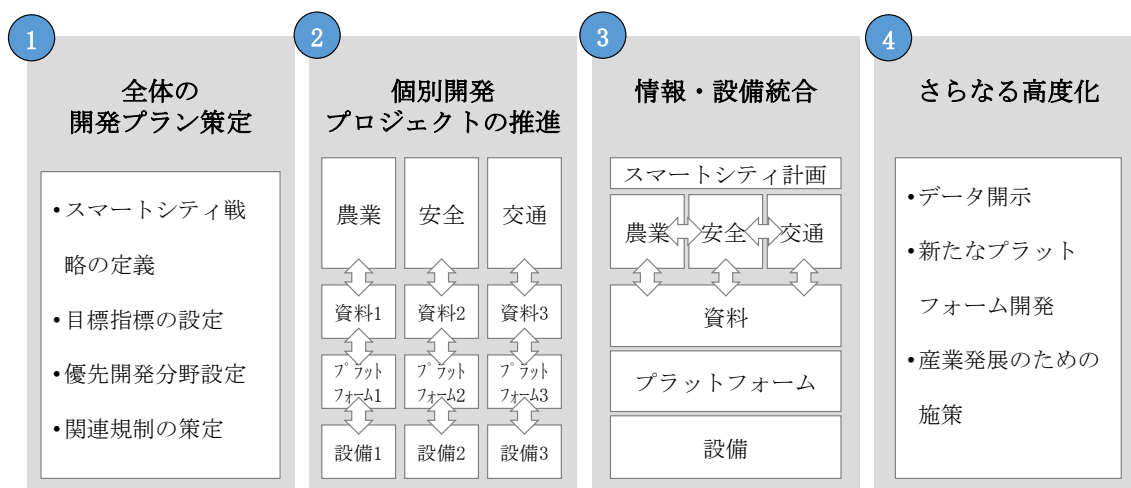 1
全体の
開発プラン策定
•スマートシティ戦
略の定義
•目標指標の設定
•優先開発分野設定
•関連規制の策定
2
個別開発
プロジェクトの推進
農業 安全 交通
資料1 資料2 資料3
ﾌﾟﾗｯﾄ ﾌﾟﾗｯﾄ ﾌﾟﾗｯﾄ
ﾌｫｰﾑ1 ﾌｫｰﾑ2 ﾌｫｰﾑ3
設備1 設備2 設備3
3
情報・設備統合
スマートシティ計画
農業 安全 交通
資料
プラットフォーム
設備
4
さらなる高度化
•データ開示
•新たなプラット
フォーム開発
•産業発展のための
施策